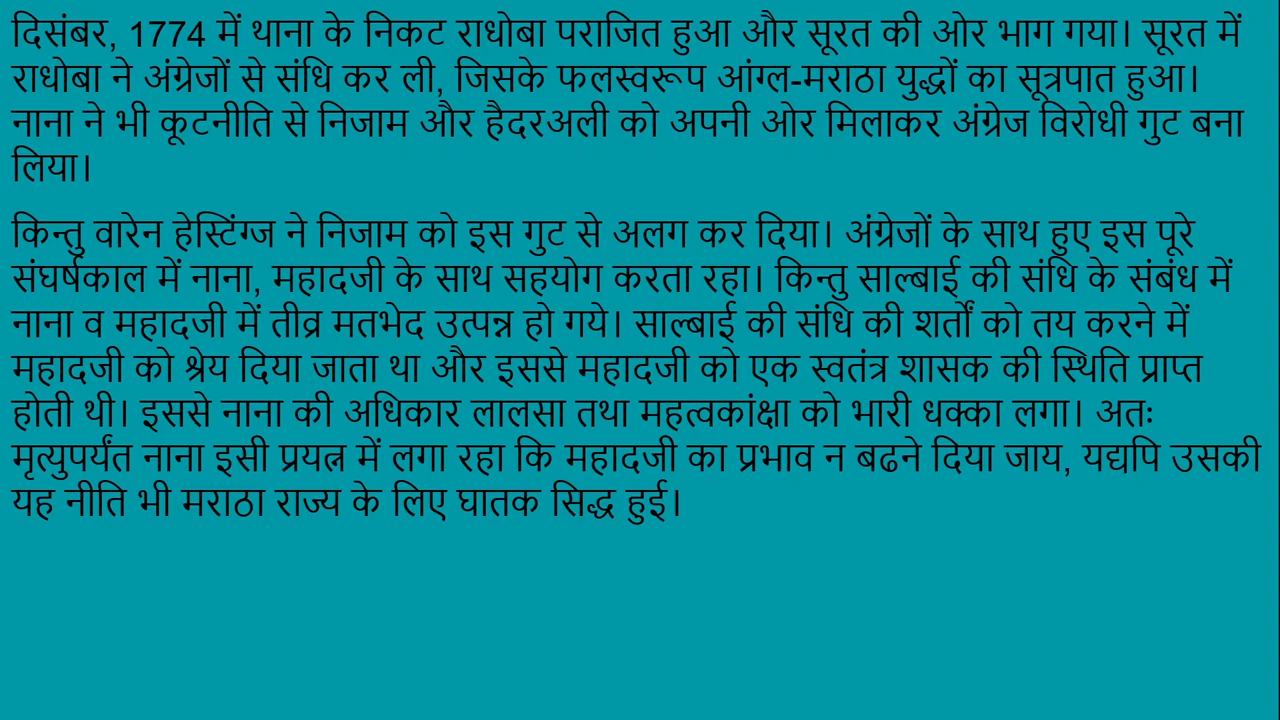 दिसंबर, 1774 में थाना के निकट राधोबा पराजित हुआ और सूरत की ओर भाग गया। सूरत में
राधोबा ने अंग्रेजों से संधि कर ली, जिसके फलस्वरूप आंग्ल-मराठा युद्धों का सूत्रपात हुआ।
नाना ने भी कूटनीति से निजाम और हैदरअली को अपनी ओर मिलाकर अंग्रेज विरोधी गुट बना
लिया।
किन्तु वारेन हेस्टिंग्ज ने निजाम को इस गुट से अलग कर दिया। अंग्रेजों के साथ हुए इस पूरे
संघर्षकाल में नाना, महादजी के साथ सहयोग करता रहा। किन्तु साल्बाई की संधि के संबंध में
नाना व महादजी में तीव्र मतभेद उत्पन्न हो गये। साल्बाई की संधि की शर्तों को तय करने में
महादजी को श्रेय दिया जाता था और इससे महादजी को एक स्वतंत्र शासक की स्थिति प्राप्त
होती थी। इससे नाना की अधिकार लालसा तथा महत्वकांक्षा को भारी धक्का लगा। अतः
मृत्युपर्यंत नाना इसी प्रयत्न में लगा रहा कि महादजी का प्रभाव न बढने दिया जाय, यद्यपि उसकी
यह नीति भी मराठा राज्य के लिए घातक सिद्ध हुई।